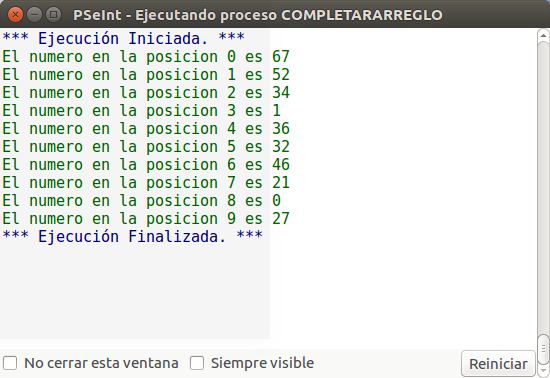 PSeInt - Ejecutando proceso COMPLETARARREGLO
*** Ejecución Iniciada. ***
El numero en la posicion 0 es 67
El numero en la posicion 1 es 52
El numero en la posicion 2 es 34
El numero en la posicion 3 es 1
El numero en la posicion 4 es 36
El numero en la posicion 5 es 32
El numero en la posicion 6 es 46
El numero en la posicion 7 es 21
El numero en la posicion 8 es 0
El numero en la posicion 9 es 27
*** Ejecución Finalizada. ***
No cerrar esta ventana Siempre visible Reiniciar